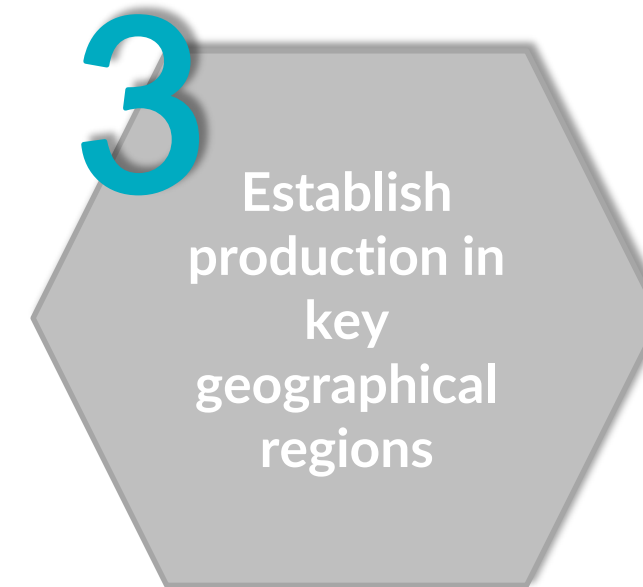 3
Establish
production in
key
geographical
regions